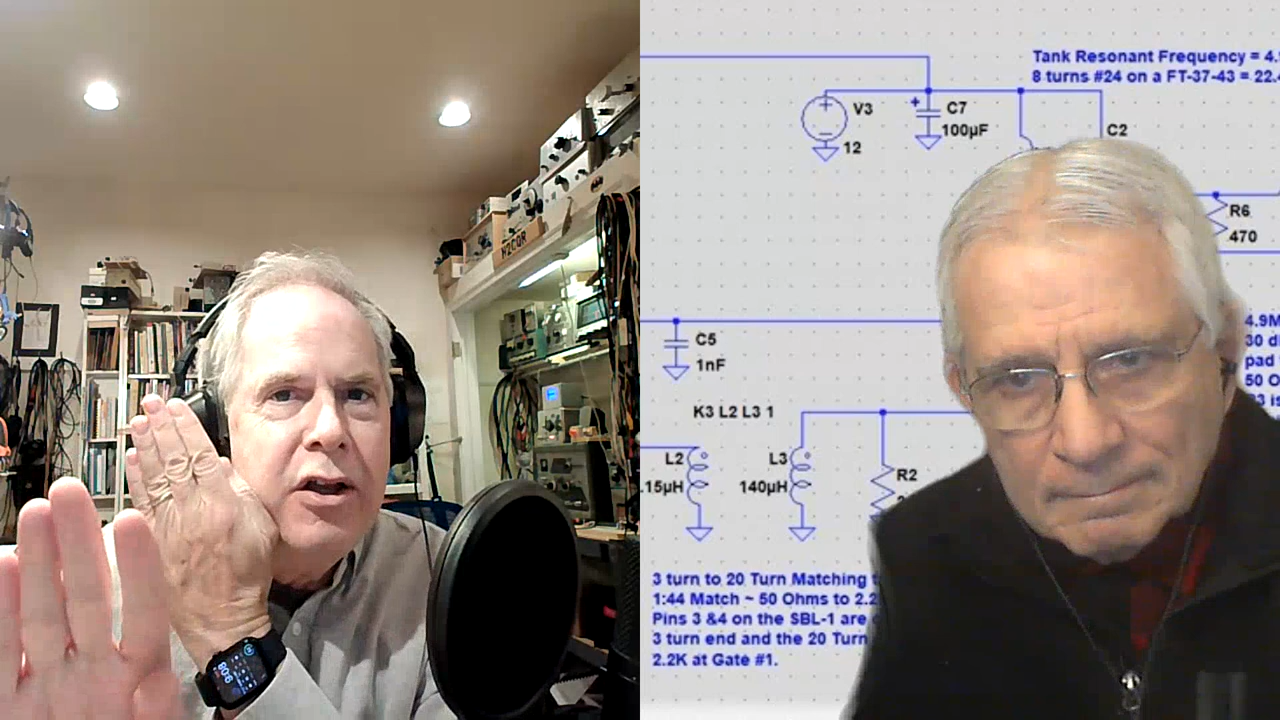 Tank Resonant Frequency = 4.
8 turns #24 on a FT-37-43 = 22.
V3
12
C7
100µF
C2
R6
470
N2CQR
C5
1nF
4.9M
30 d
pad
50 O
is
K3 L2 L3 1
L2
.15µH
L3
140µH
R2
3 turn to 20 Turn Matching
1:44 Match ~ 50 Ohms to 2.2
Pins 3 &4 on the SBL-1 are
3 turn end and the 20 Turn
2.2K at Gate #1.